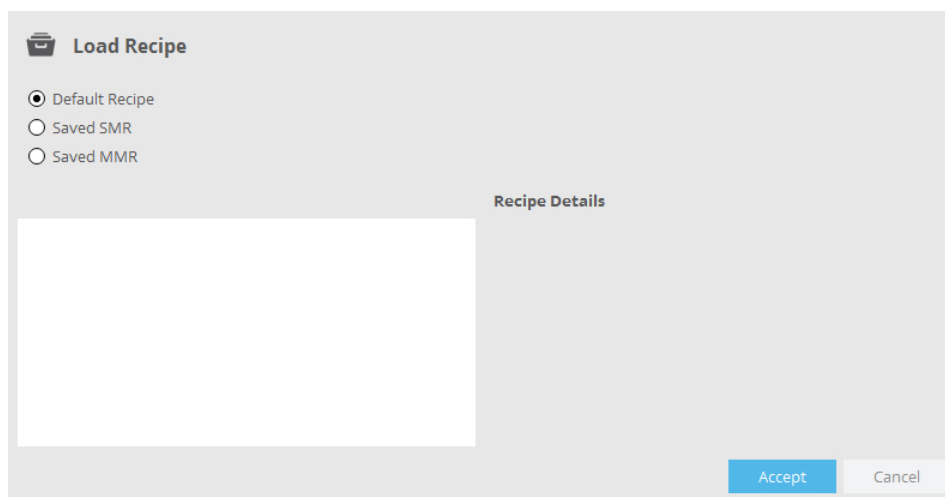 Load Recipe
Default Recipe
Saved SMR
Saved MMR
Recipe Details
Accept Cancel